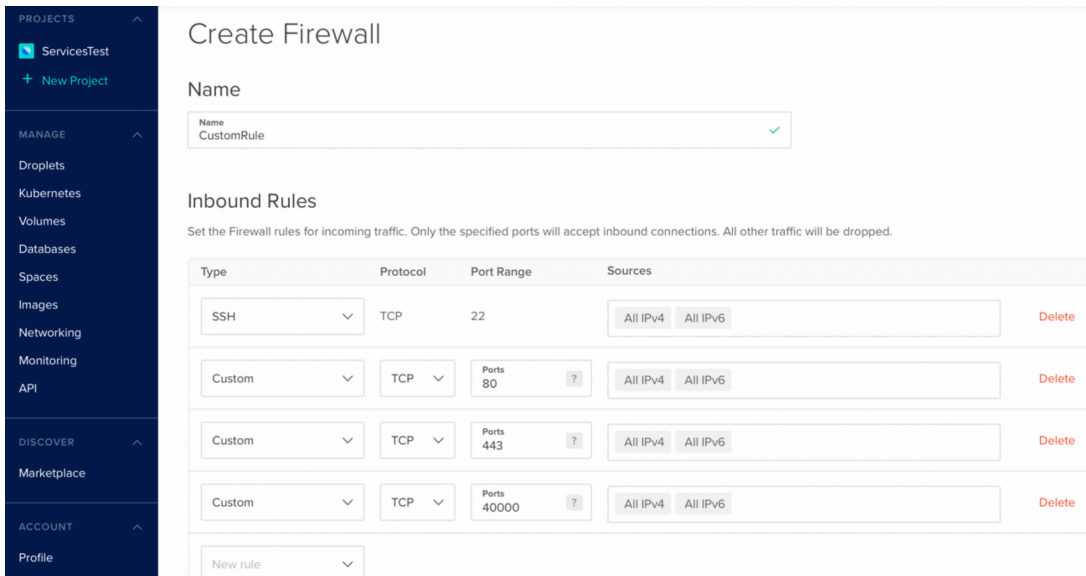 PROJECTS
ServicesTest
+ New Project
MANAGE
Droplets
Kubernetes
Volumes
Databases
Spaces
Images
Networking
Monitoring
API
DISCOVER
Marketplace
ACCOUNT
Profile
Create Firewall
Name
Name
CustomRule
Inbound Rules
Set the Firewall rules for incoming traffic. Only the specified ports will accept inbound connections. All other traffic will be dropped.
Type Protocol Port Range Sources
SSH TCP 22 All IPv4 All IPv6 Delete
Custom TCP Ports 80 ? All IPv4 All IPv6 Delete
Custom TCP Ports 443 ? All IPv4 All IPv6 Delete
Custom TCP Ports 40000 ? All IPv4 All IPv6 Delete
New rule